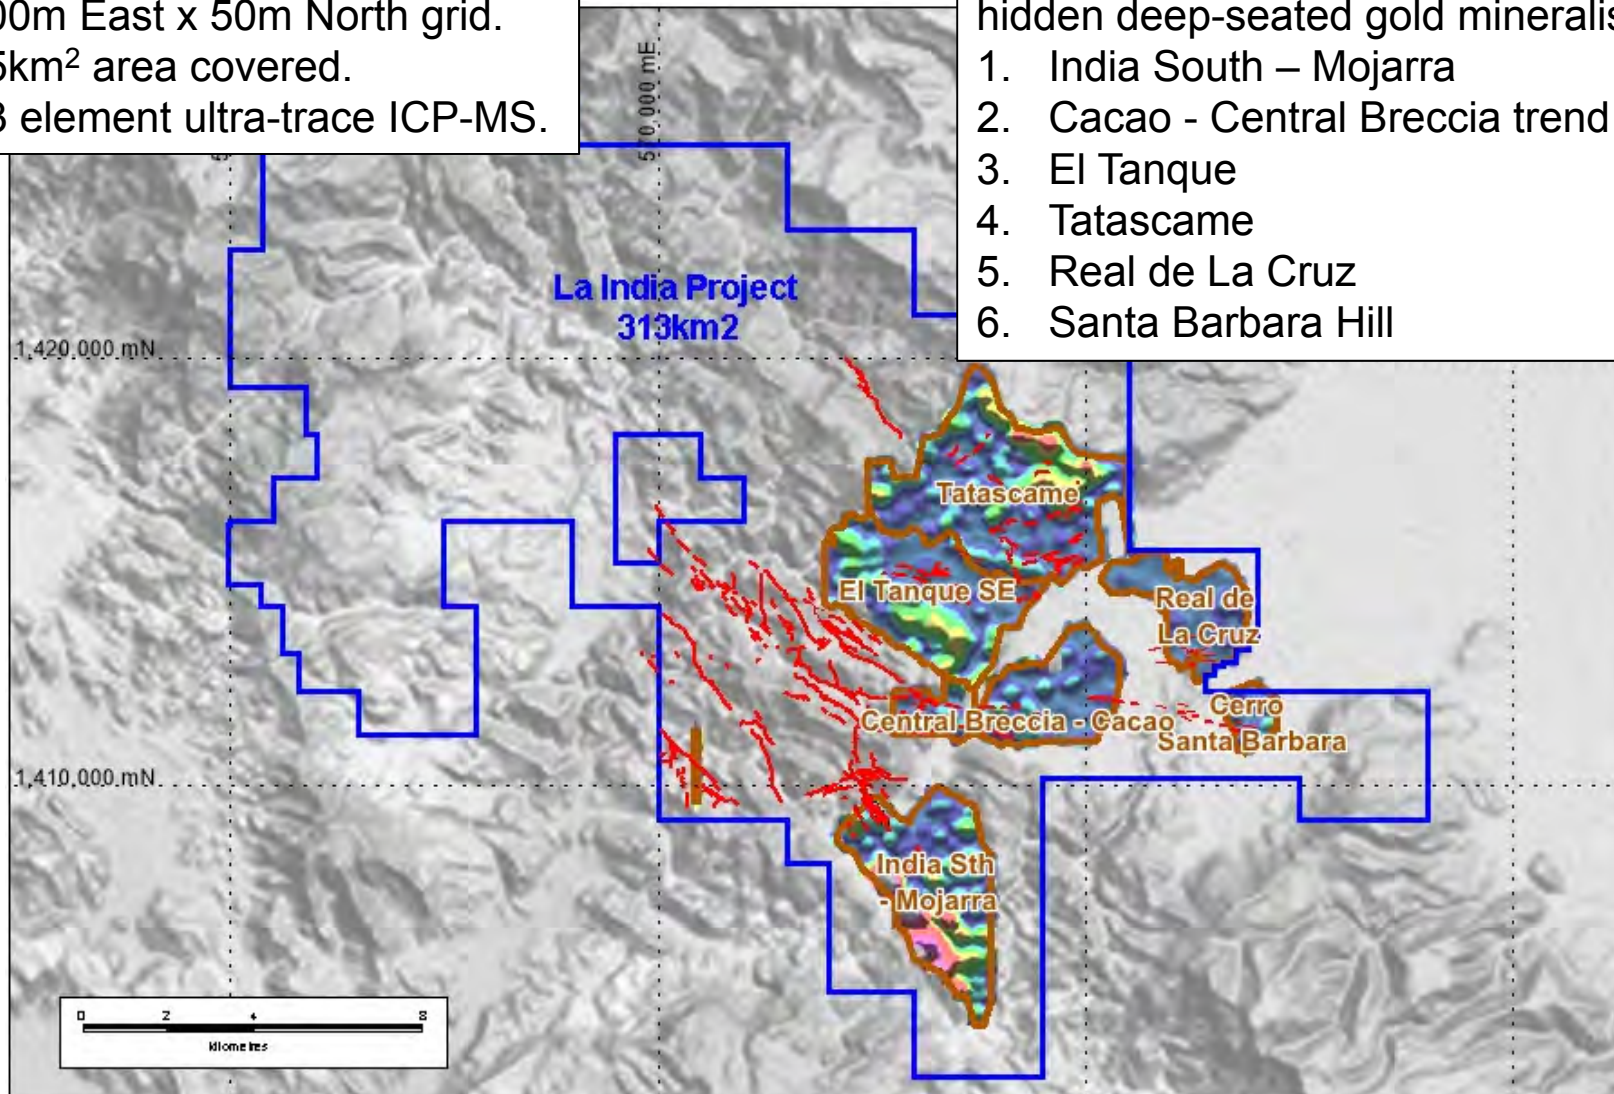 00m East x 50m North grid.
5km² area covered.
3 element ultra-trace ICP-MS.
hidden deep-seated gold mineralis
1. India South – Mojarra
2. Cacao - Central Breccia trend
3. El Tanque
4. Tatascame
5. Real de La Cruz
6. Santa Barbara Hill
570,000 mE
La India Project
313km2
1,420,000 mN
Tatascame
El Tanque SE
Real de
La Cruz
Central Breccia - Cacao
Cerro
Santa Barbara
1,410,000 mN
India Sth
- Mojarra
0 2 4 8
kilometres